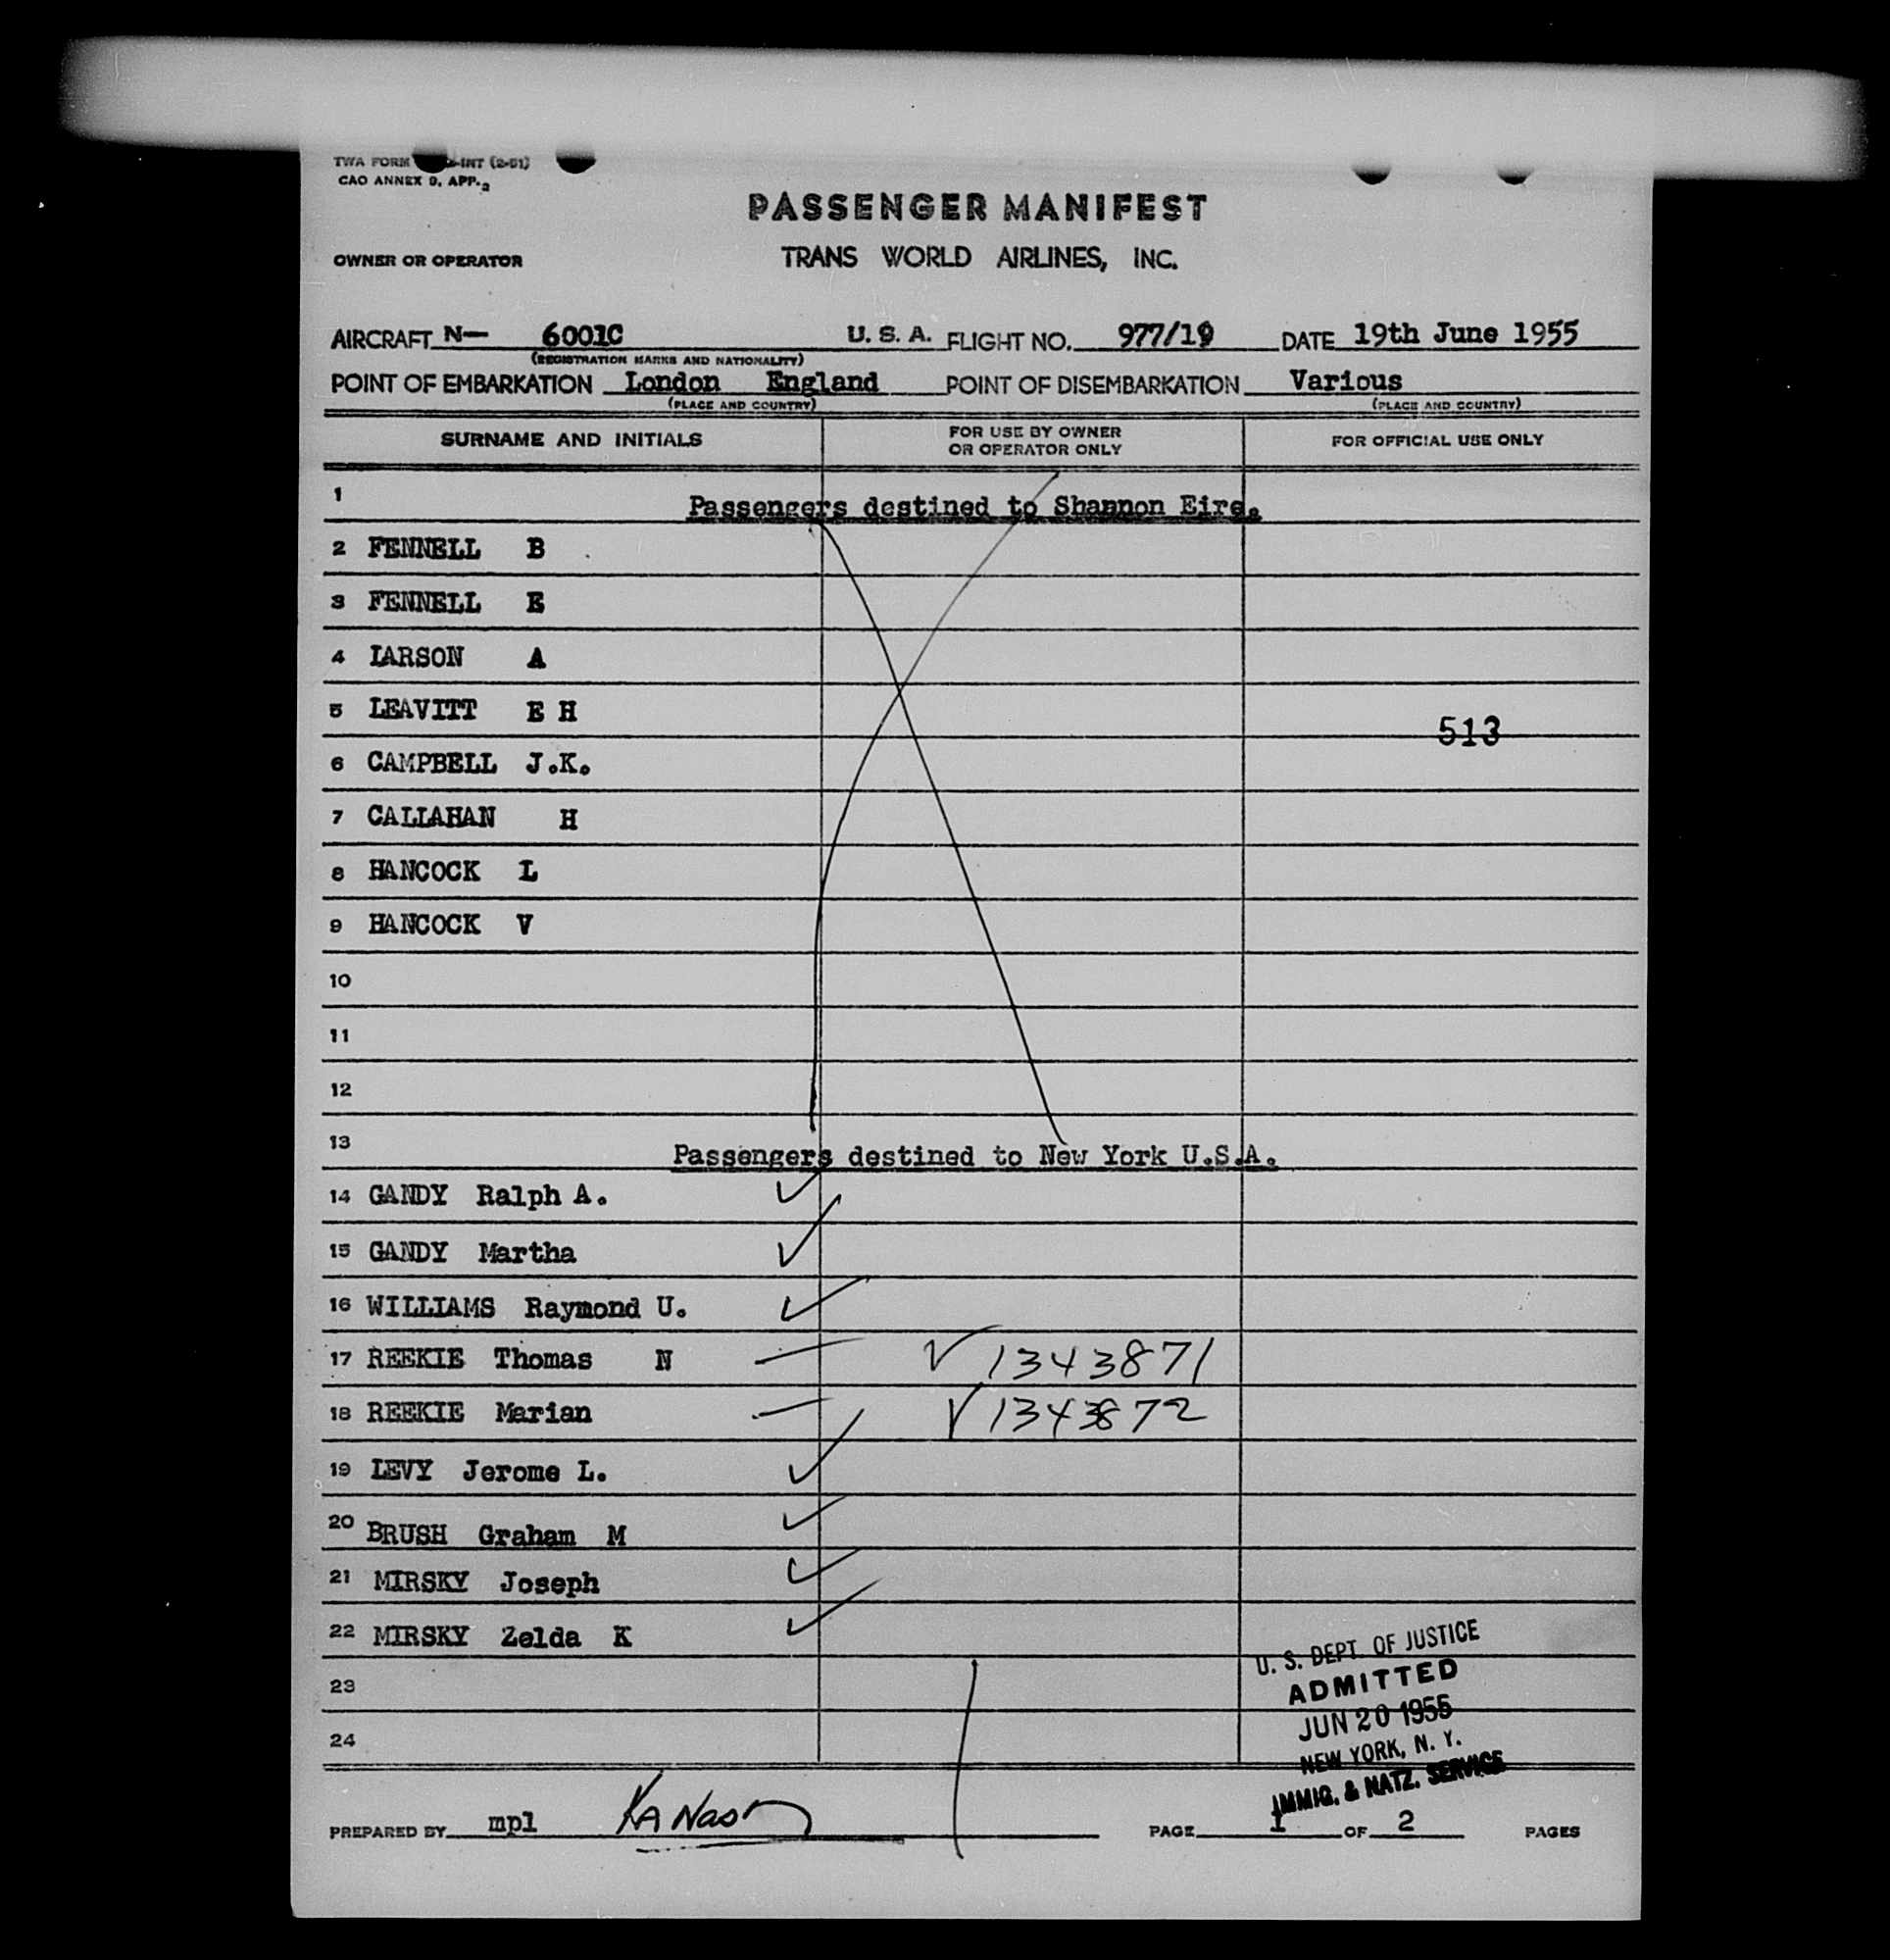 TWA FORM -INT (2-51)
CAO ANNEX 9, APP. 2
PASSENGER MANIFEST
OWNER OR OPERATOR TRANS WORLD AIRLINES, INC.
AIRCRAFT N— 6001C U. S. A. FLIGHT NO. 977/19 DATE 19th June 1955
(REGISTRATION MARKS AND NATIONALITY)
POINT OF EMBARKATION London England POINT OF DISEMBARKATION Various
(PLACE AND COUNTRY) (PLACE AND COUNTRY)
SURNAME AND INITIALS FOR USE BY OWNER OR OPERATOR ONLY FOR OFFICIAL USE ONLY
1 Passengers destined to Shannon Eire.
2 FENNELL B
3 FENNELL E
4 LARSON A
5 LEAVITT E H
513
6 CAMPBELL J.K.
7 CALLAHAN H
8 HANCOCK L
9 HANCOCK V
10
11
12
13 Passengers destined to New York U.S.A.
14 GANDY Ralph A. ✓
15 GANDY Martha ✓
16 WILLIAMS Raymond U. ✓
17 REEKIE Thomas N — ✓ 1343871
18 REEKIE Marian — ✓ 1343872
19 LEVY Jerome L. ✓
20 BRUSH Graham M ✓
21 MIRSKY Joseph ✓
22 MIRSKY Zelda K ✓
23
24
U. S. DEPT. OF JUSTICE
ADMITTED
JUN 20 1955
NEW YORK, N. Y.
IMMIG. & NATZ. SERVICE
PREPARED BY mpl PAGE 1 OF 2 PAGES